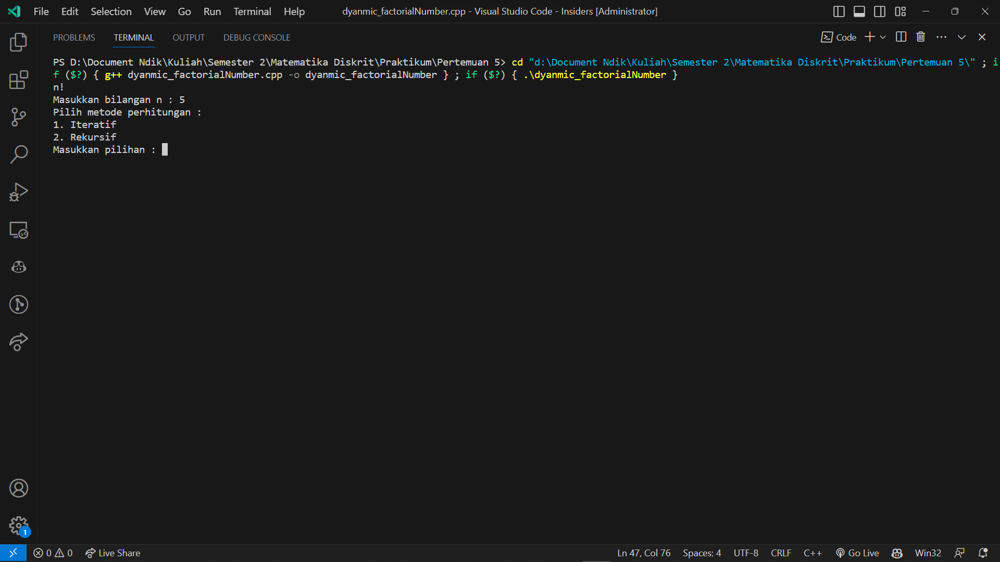 File Edit Selection View Go Run Terminal Help dyanmic_factorialNumber.cpp - Visual Studio Code - Insiders [Administrator]
PROBLEMS TERMINAL OUTPUT DEBUG CONSOLE Code
PS D:\Document Ndik\Kuliah\Semester 2\Matematika Diskrit\Praktikum\Pertemuan 5> cd "d:\Document Ndik\Kuliah\Semester 2\Matematika Diskrit\Praktikum\Pertemuan 5\" ; i
f ($?) { g++ dyanmic_factorialNumber.cpp -o dyanmic_factorialNumber } ; if ($?) { .\dyanmic_factorialNumber }
n!
Masukkan bilangan n : 5
Pilih metode perhitungan :
1. Iteratif
2. Rekursif
Masukkan pilihan :
1
0 0 Live Share Ln 47, Col 76 Spaces: 4 UTF-8 CRLF C++ Go Live Win32